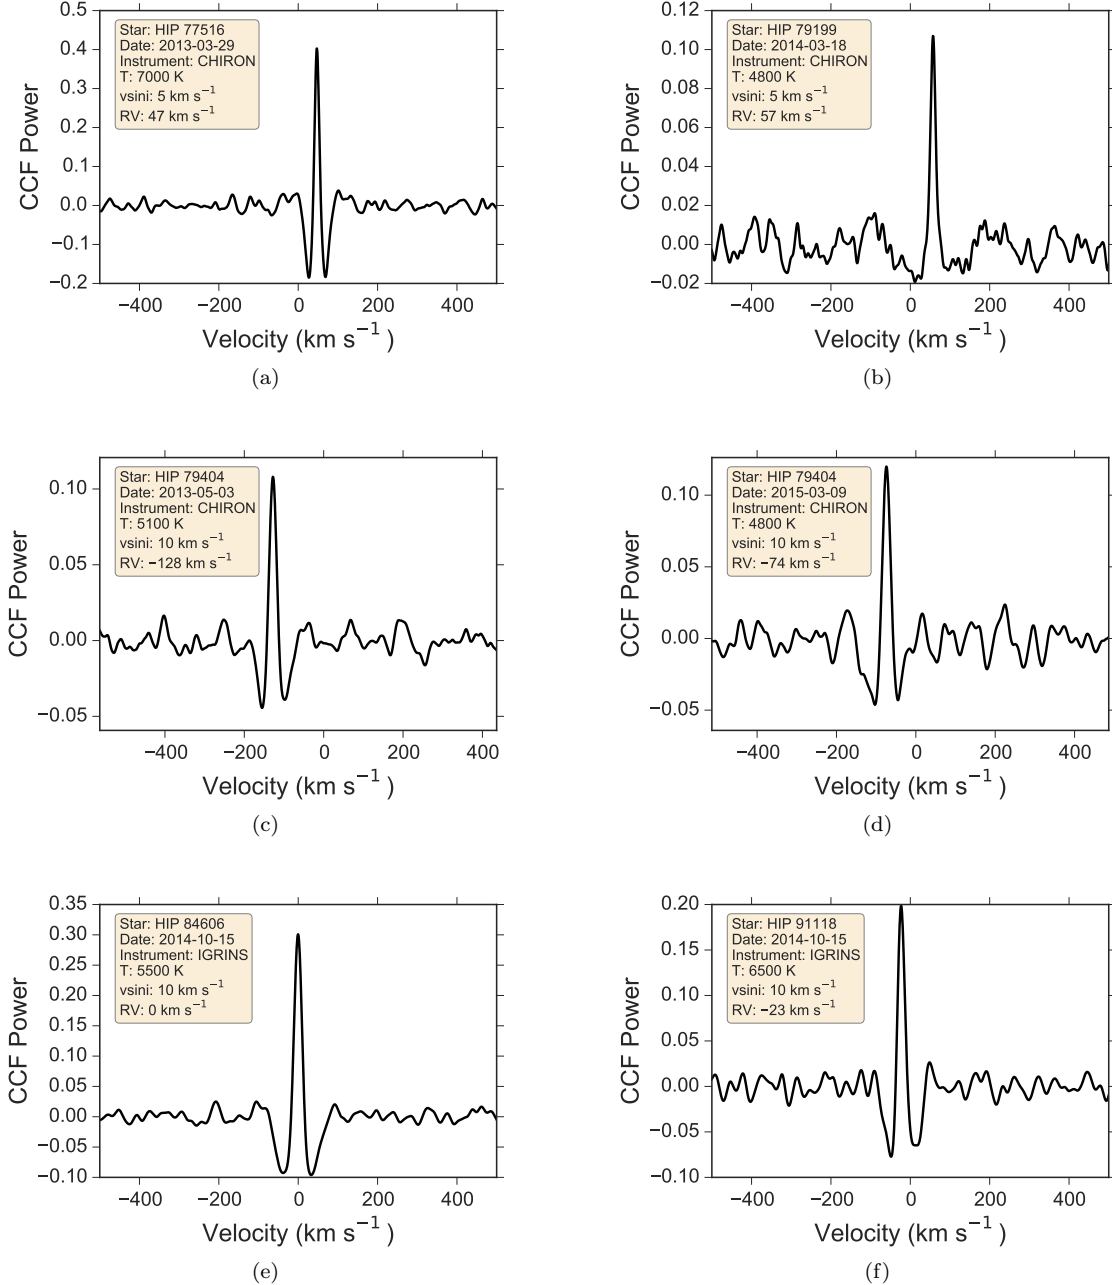 0.5
0.4
0.3
0.2
0.1
0.0
−0.1
−0.2
CCF Power
Star: HIP 77516
Date: 2013-03-29
Instrument: CHIRON
T: 7000 K
vsini: 5 km s⁻¹
RV: 47 km s⁻¹
−400 −200 0 200 400
Velocity (km s⁻¹ )
(a)
0.12
0.10
0.08
0.06
0.04
0.02
0.00
−0.02
CCF Power
Star: HIP 79199
Date: 2014-03-18
Instrument: CHIRON
T: 4800 K
vsini: 5 km s⁻¹
RV: 57 km s⁻¹
−400 −200 0 200 400
Velocity (km s⁻¹ )
(b)
0.10
0.05
0.00
−0.05
CCF Power
Star: HIP 79404
Date: 2013-05-03
Instrument: CHIRON
T: 5100 K
vsini: 10 km s⁻¹
RV: −128 km s⁻¹
−400 −200 0 200 400
Velocity (km s⁻¹ )
(c)
0.10
0.05
0.00
−0.05
CCF Power
Star: HIP 79404
Date: 2015-03-09
Instrument: CHIRON
T: 4800 K
vsini: 10 km s⁻¹
RV: −74 km s⁻¹
−400 −200 0 200 400
Velocity (km s⁻¹ )
(d)
0.35
0.30
0.25
0.20
0.15
0.10
0.05
0.00
−0.05
−0.10
CCF Power
Star: HIP 84606
Date: 2014-10-15
Instrument: IGRINS
T: 5500 K
vsini: 10 km s⁻¹
RV: 0 km s⁻¹
−400 −200 0 200 400
Velocity (km s⁻¹ )
(e)
0.20
0.15
0.10
0.05
0.00
−0.05
−0.10
CCF Power
Star: HIP 91118
Date: 2014-10-15
Instrument: IGRINS
T: 6500 K
vsini: 10 km s⁻¹
RV: −23 km s⁻¹
−400 −200 0 200 400
Velocity (km s⁻¹ )
(f)